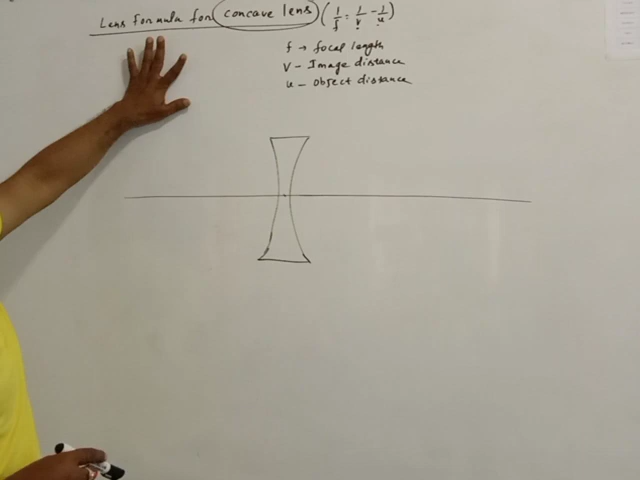 Lens formula for concave lens (1/f = 1/v - 1/u)
f → focal length
V - Image distance
u - Object distance